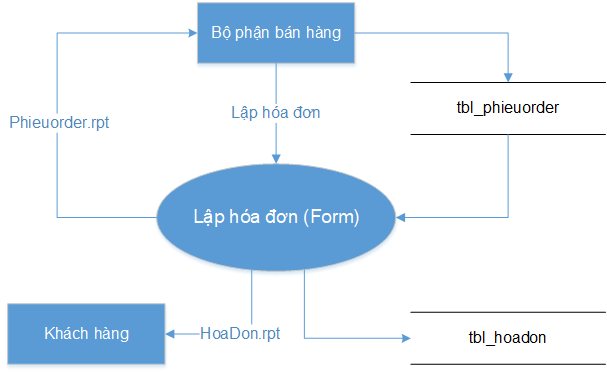 Bộ phận bán hàng
tbl_phieuorder
Lập hóa đơn
Phieuorder.rpt
Lập hóa đơn (Form)
HoaDon.rpt
Khách hàng
tbl_hoadon